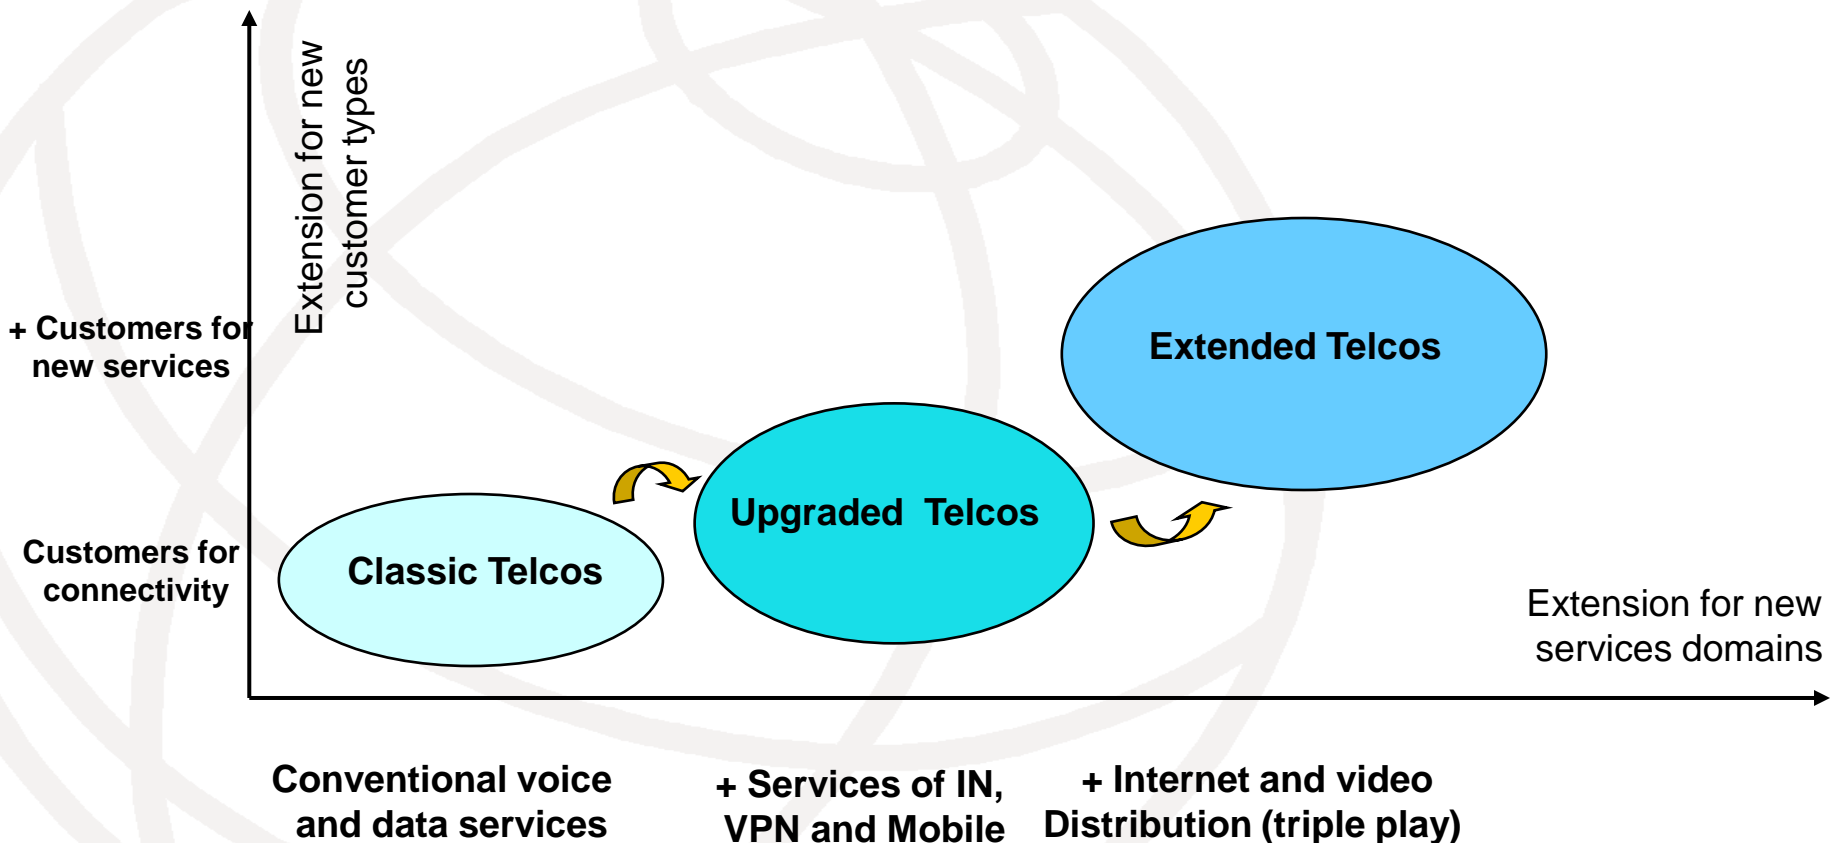 Extension for new
customer types
+ Customers for
new services
Extended Telcos
Upgraded Telcos
Customers for
connectivity
Classic Telcos
Extension for new
services domains
Conventional voice
and data services
+ Services of IN,
VPN and Mobile
+ Internet and video
Distribution (triple play)